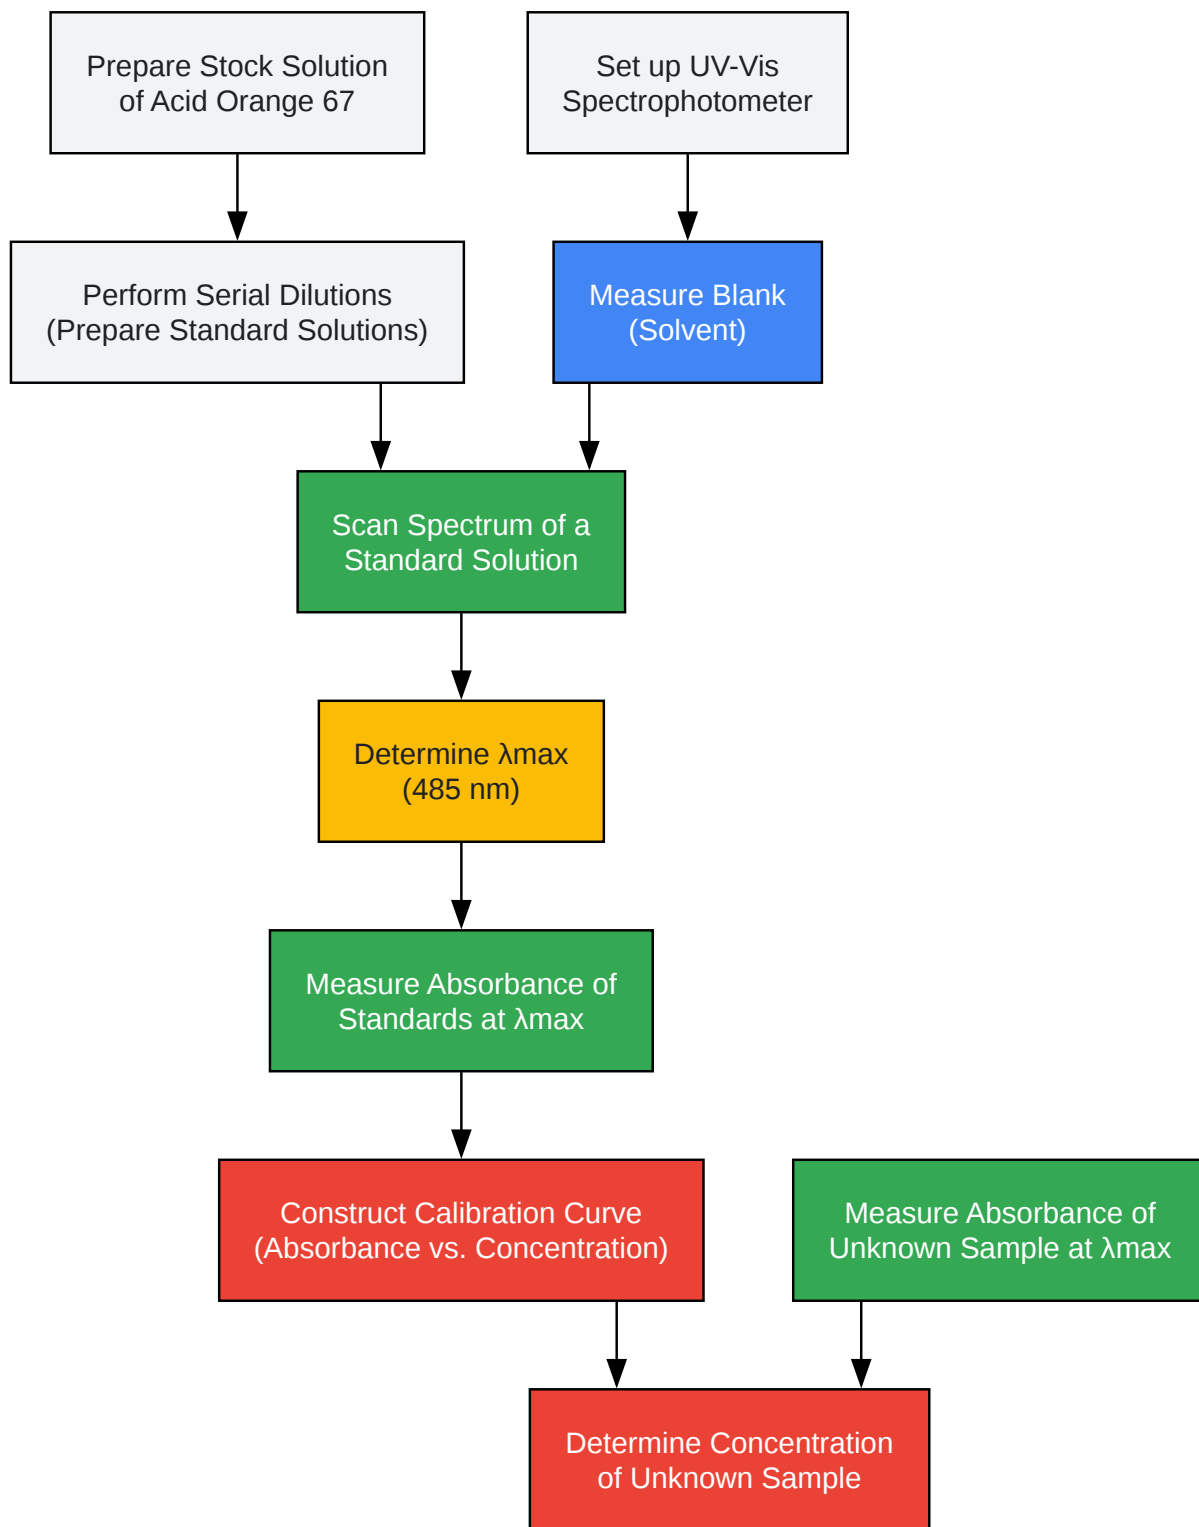 Prepare Stock Solution
of Acid Orange 67
Set up UV-Vis
Spectrophotometer
Perform Serial Dilutions
(Prepare Standard Solutions)
Measure Blank
(Solvent)
Scan Spectrum of a
Standard Solution
Determine λmax
(485 nm)
Measure Absorbance of
Standards at λmax
Construct Calibration Curve
(Absorbance vs. Concentration)
Measure Absorbance of
Unknown Sample at λmax
Determine Concentration
of Unknown Sample